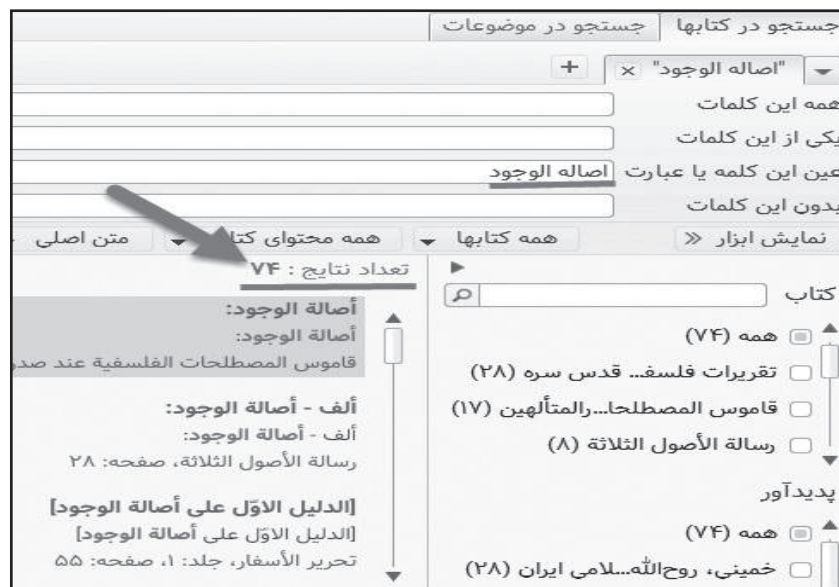 جستجو در کتابها
جستجو در موضوعات
"اصاله الوجود" × +
همه این کلمات
یکی از این کلمات
عین این کلمه یا عبارت اصاله الوجود
بدون این کلمات
نمایش ابزار »
همه کتابها
همه محتوای
متن اصلی
کتاب
همه (۷۴)
تقریرات فلسفـ... قدس سره (۲۸)
قاموس المصطلحا...رالمتألهین (۱۷)
رسالة الأصول الثلاثة (۸)
پدیدآور
همه (۷۴)
خمینی، روح‌الله...لامی ایران (۲۸)
تعداد نتایج : ۷۴
أصالة الوجود:
أصالة الوجود:
قاموس المصطلحات الفلسفية عند
ألف - أصالة الوجود:
ألف - أصالة الوجود:
رسالة الأصول الثلاثة، صفحه: ۲۸
[الدليل الاوّل على أصالة الوجود]
[الدليل الاوّل على أصالة الوجود]
تحریر الأسفار، جلد: ۱، صفحه: ۵۵